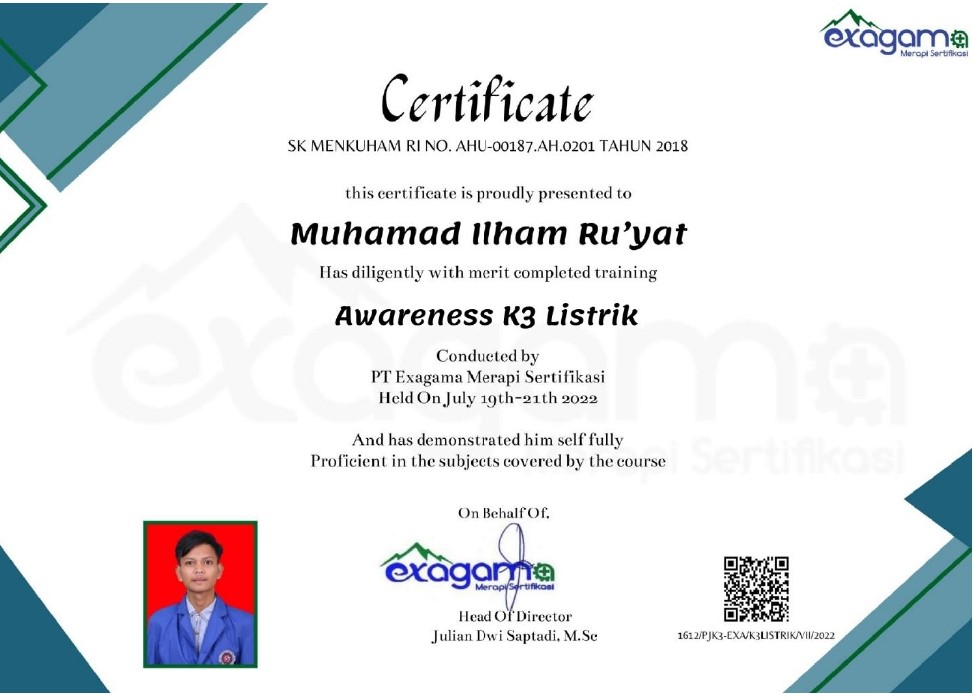 exagama
Merapi Sertifikasi
Certificate
SK MENKUHAM RI NO. AHU-00187.AH.0201 TAHUN 2018
this certificate is proudly presented to
Muhamad Ilham Ru'yat
Has diligently with merit completed training
Awareness K3 Listrik
Conducted by
PT Exagama Merapi Sertifikasi
Held On July 19th-21th 2022
And has demonstrated him self fully
Proficient in the subjects covered by the course
exagama
Merapi Sertifikasi
On Behalf Of,
exagama
Merapi Sertifikasi
Head Of Director
Julian Dwi Saptadi, M.Sc
1612/PJK3-EXA/K3LISTRIK/VII/2022